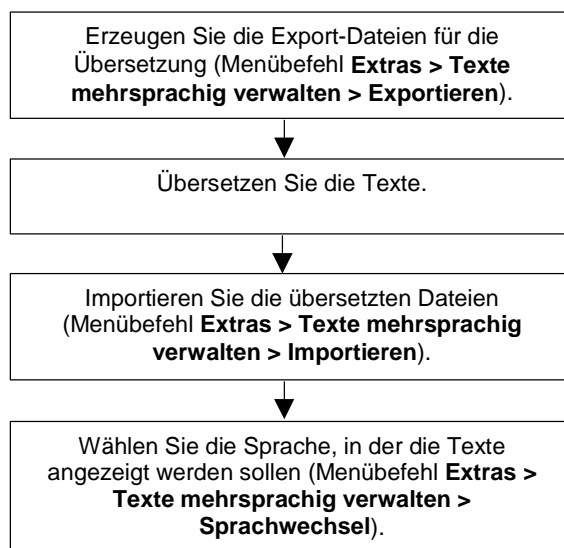 Erzeugen Sie die Export-Dateien für die
Übersetzung (Menübefehl Extras > Texte
mehrsprachig verwalten > Exportieren).
Übersetzen Sie die Texte.
Importieren Sie die übersetzten Dateien
(Menübefehl Extras > Texte mehrsprachig
verwalten > Importieren).
Wählen Sie die Sprache, in der die Texte
angezeigt werden sollen (Menübefehl Extras >
Texte mehrsprachig verwalten >
Sprachwechsel).